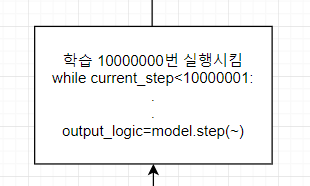 학습 10000000번 실행시킴
while current_step<10000001:
.
.
output_logic=model.step(~)